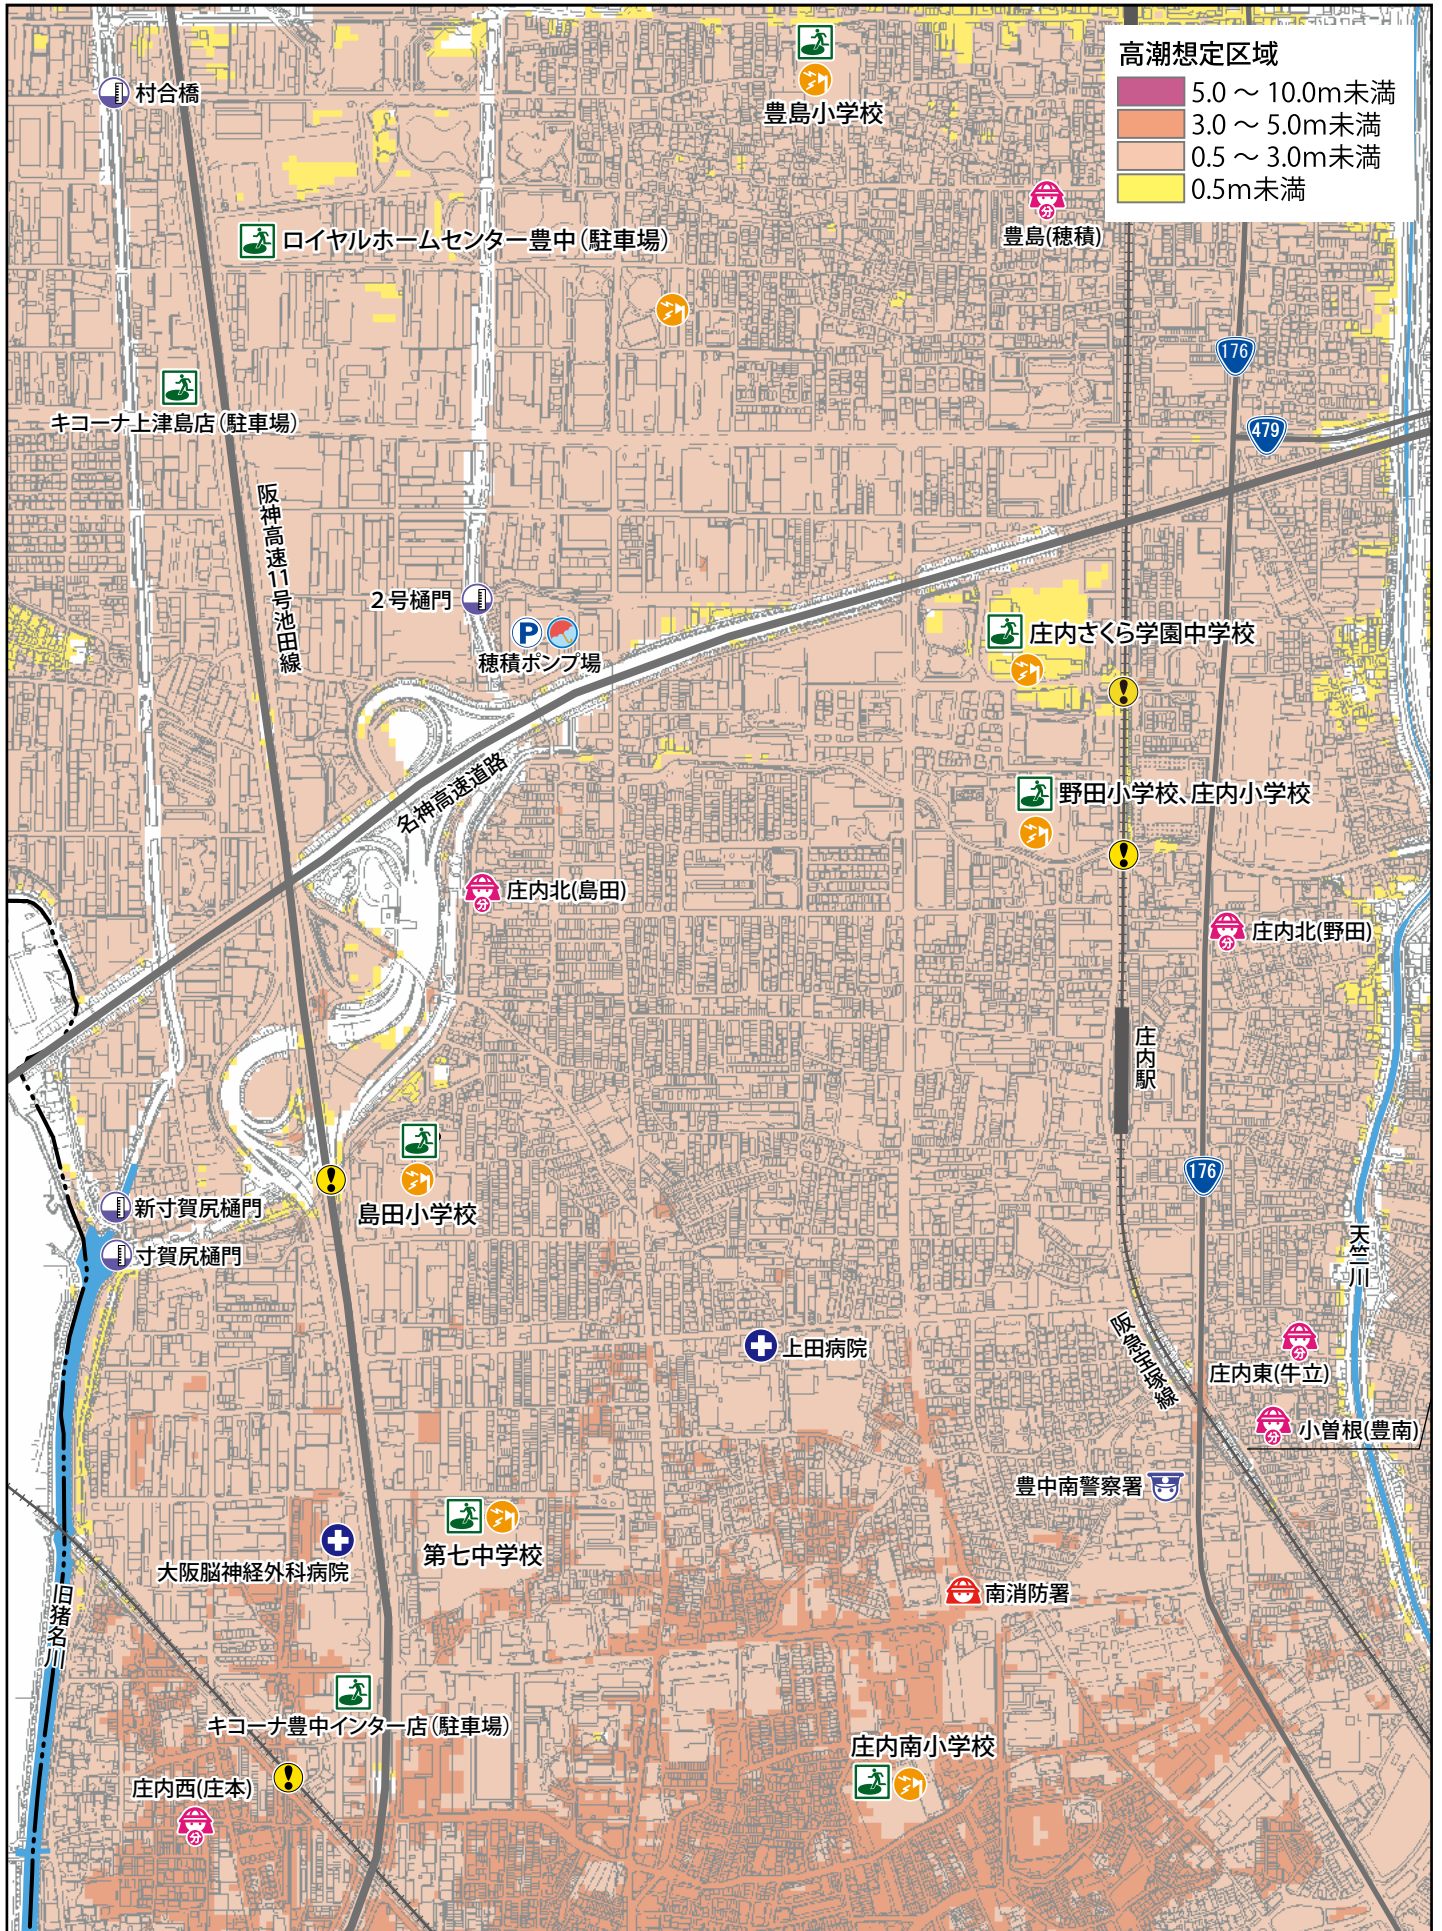 高潮想定区域
5.0 ～ 10.0m未満
3.0 ～ 5.0m未満
0.5 ～ 3.0m未満
0.5m未満
村合橋
豊島小学校
豊島(穂積)
ロイヤルホームセンター豊中（駐車場）
176
キコーナ上津島店（駐車場）
479
阪神高速11号池田線
2号樋門
P
穂積ポンプ場
庄内さくら学園中学校
名神高速道路
野田小学校、庄内小学校
分
庄内北(島田)
分
庄内北(野田)
分
庄内駅
176
新寸賀尻樋門
島田小学校
寸賀尻樋門
天竺川
阪急宝塚線
上田病院
庄内東(牛立)
分
小曽根(豊南)
分
豊中南警察署
第七中学校
大阪脳神経外科病院
南消防署
旧猪名川
キコーナ豊中インター店（駐車場）
庄内南小学校
庄内西(庄本)
分